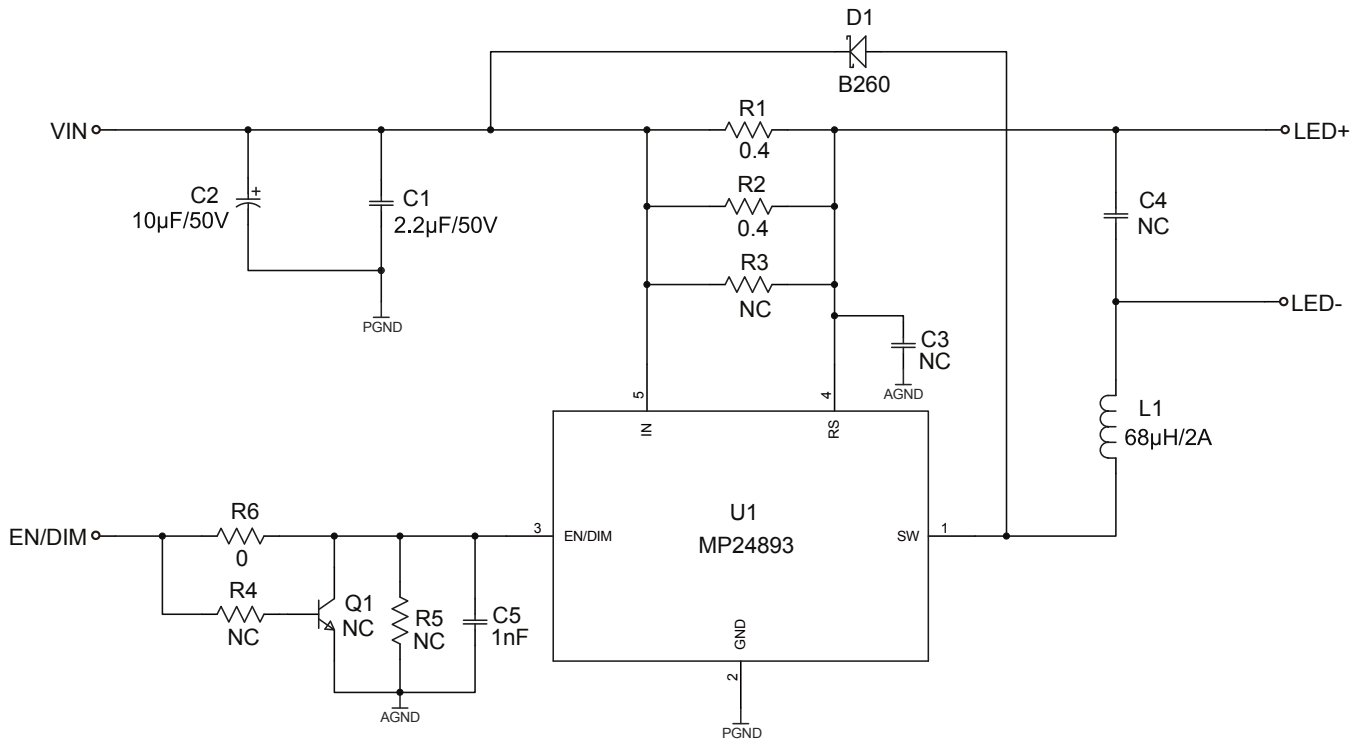 D1
B260
VIN
R1
0.4
LED+
C2
10µF/50V
+
C1
2.2µF/50V
R2
0.4
C4
NC
R3
NC
LED-
PGND
C3
NC
AGND
5
4
IN
RS
L1
68µH/2A
EN/DIM
R6
0
3
EN/DIM
U1
MP24893
SW
1
R4
NC
Q1
NC
R5
NC
C5
1nF
GND
2
AGND
PGND